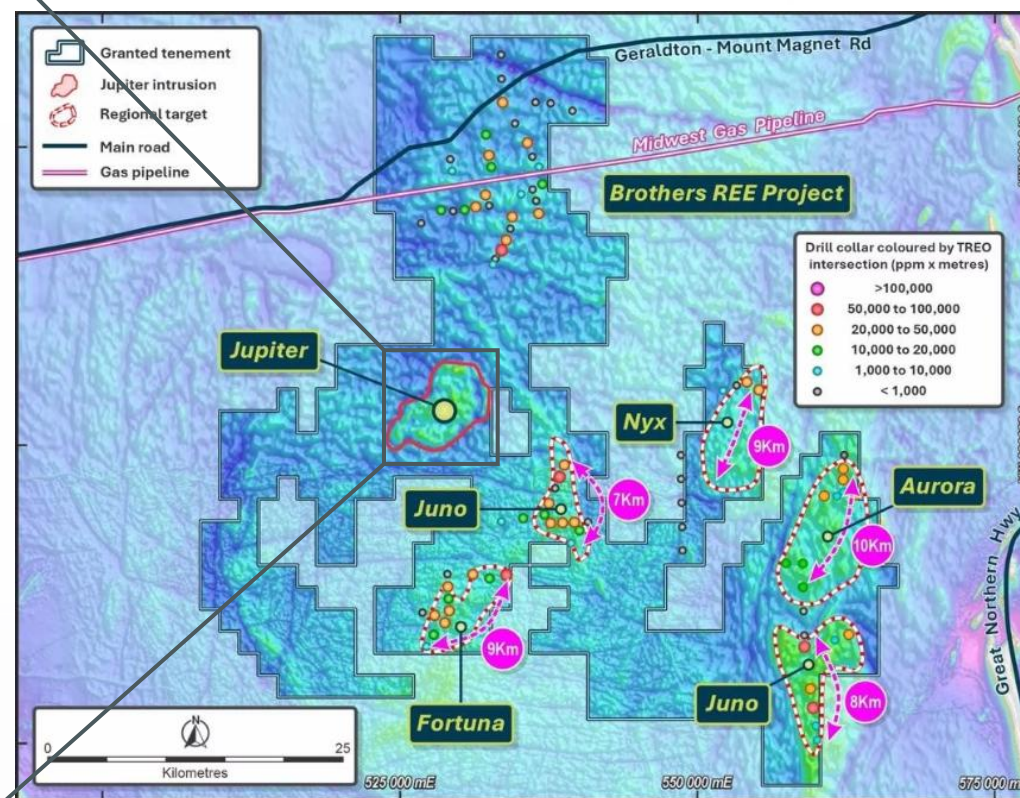 Granted tenement
Jupiter intrusion
Regional target
Main road
Gas pipeline
Geraldton - Mount Magnet Rd
Midwest Gas Pipeline
Brothers REE Project
Drill collar coloured by TREO
intersection (ppm x metres)
>100,000
50,000 to 100,000
20,000 to 50,000
10,000 to 20,000
1,000 to 10,000
< 1,000
Jupiter
Nyx
9Km
Aurora
Juno
7Km
10Km
Great Northern Hwy
9Km
Juno
8Km
Fortuna
N
0
25
Kilometres
525 000 mE
550 000 mE
575 000 m